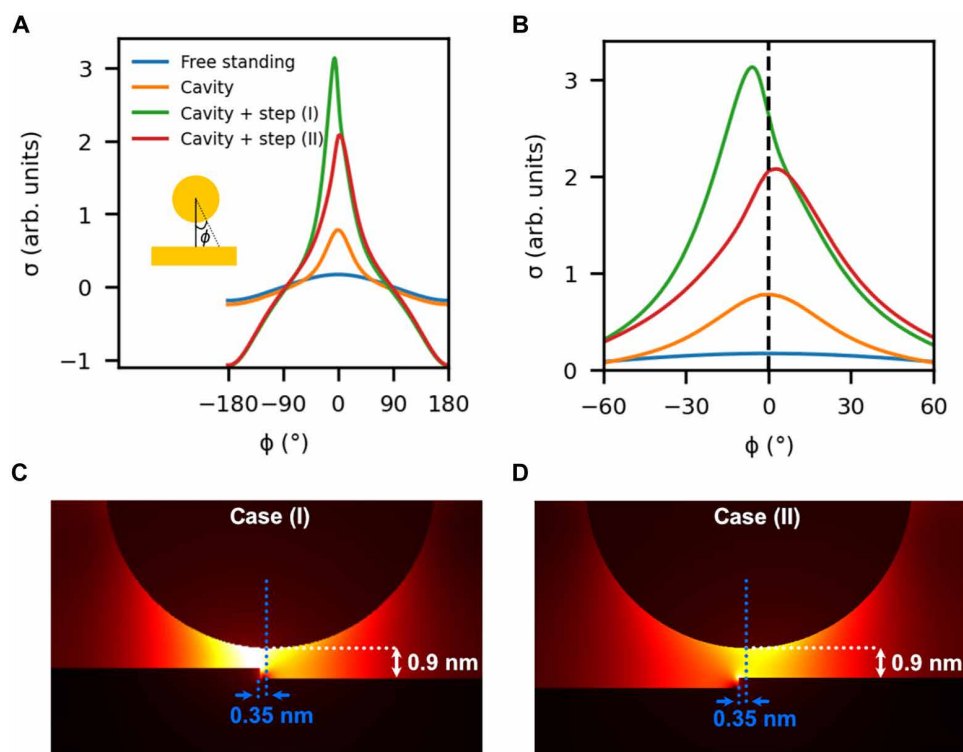 A
B
Free standing
Cavity
Cavity + step (I)
Cavity + step (II)
3
2
1
0
−1
σ (arb. units)
ϕ
−180 −90 0 90 180
ϕ (°)
3
2
1
0
σ (arb. units)
−60 −30 0 30 60
ϕ (°)
C
D
Case (I)
0.9 nm
0.35 nm
Case (II)
0.9 nm
0.35 nm